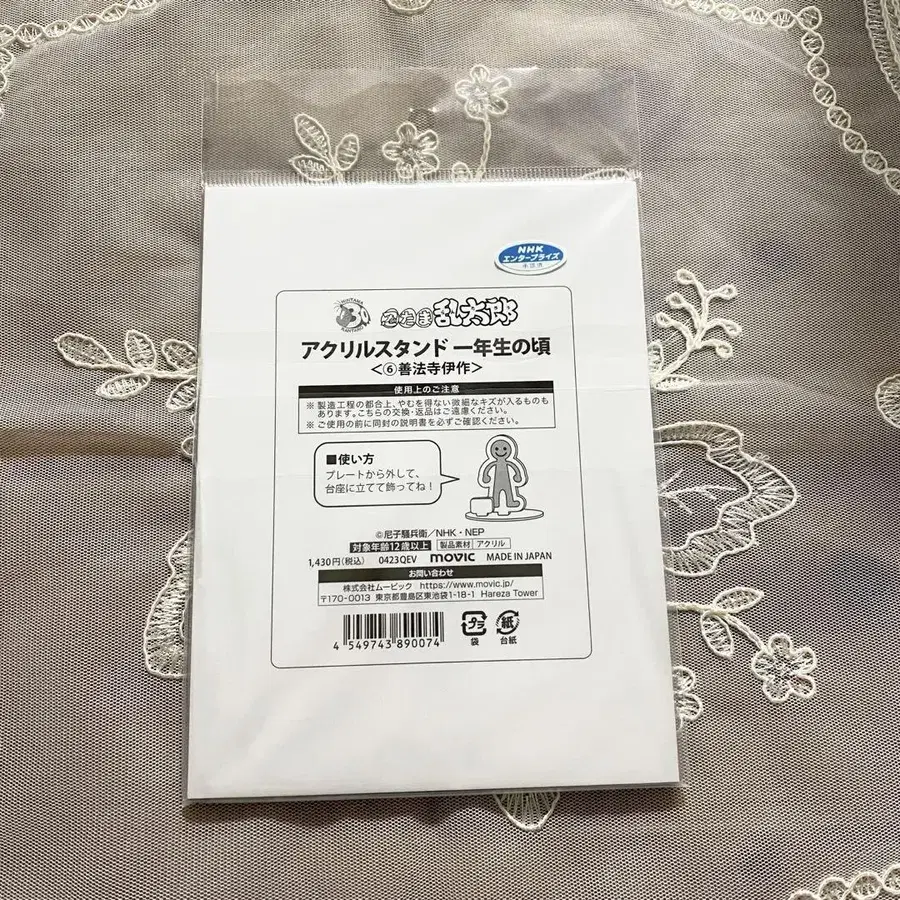 NHK
エンタープライズ
NINTAMA
30
RANTARO
忍たま乱太郎
アクリルスタンド 一年生の頃
<⑥善法寺伊作>
使用上のご注意
※製造工程の都合上、やむを得ない微細なキズが入るものも
あります。こちらの交換・返品はご遠慮ください。
※ご使用の前に同封の説明書を必ずご確認ください。
■使い方
プレートから外して、
台座に立てて飾ってね!
©尼子騒兵衛/NHK・NEP
対象年齢12歳以上 製品素材 アクリル
1,430円(税込) 0423QEV movic MADE IN JAPAN
お問い合わせ
株式会社ムービック https://www.movic.jp/
〒170-0013 東京都豊島区東池袋1-18-1 Hareza Tower
4 549743 890074
プラ 紙
袋 台紙